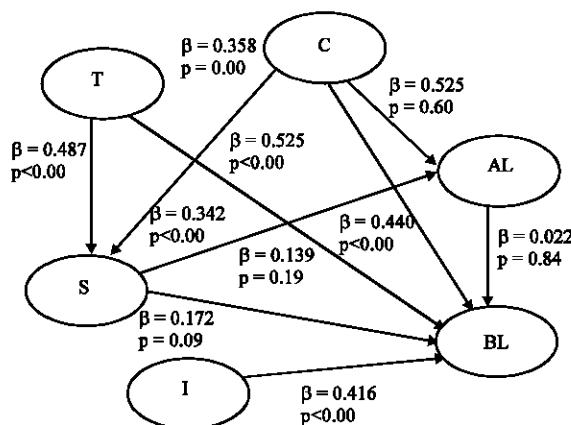 β = 0.358
p = 0.00
C
T
β = 0.525
p = 0.60
β = 0.487
p<0.00
β = 0.525
p<0.00
AL
β = 0.342
p<0.00
β = 0.440
p<0.00
β = 0.022
p = 0.84
β = 0.139
p = 0.19
S
β = 0.172
p = 0.09
BL
I
β = 0.416
p<0.00